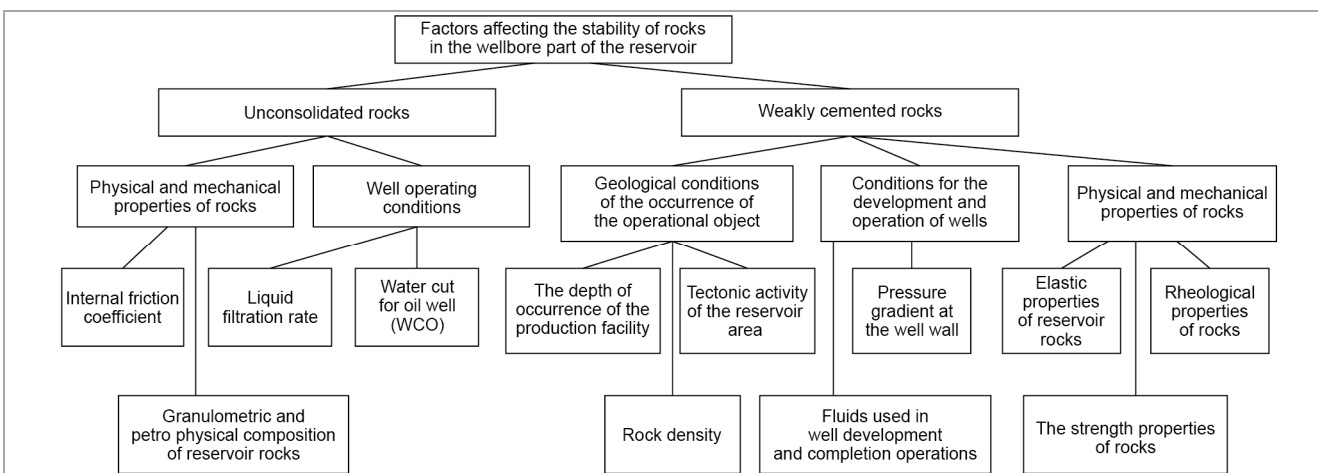 Factors affecting the stability of rocks
in the wellbore part of the reservoir
Unconsolidated rocks
Weakly cemented rocks
Physical and mechanical
properties of rocks
Well operating
conditions
Geological conditions
of the occurrence of
the operational object
Conditions for the
development and
operation of wells
Physical and mechanical
properties of rocks
Internal friction
coefficient
Liquid
filtration rate
Water cut
for oil well
(WCO)
The depth of
occurrence of the
production facility
Tectonic activity
of the reservoir
area
Pressure
gradient at
the well wall
Elastic
properties
of reservoir
rocks
Rheological
properties
of rocks
Granulometric and
petro physical composition
of reservoir rocks
Rock density
Fluids used in
well development
and completion operations
The strength properties
of rocks